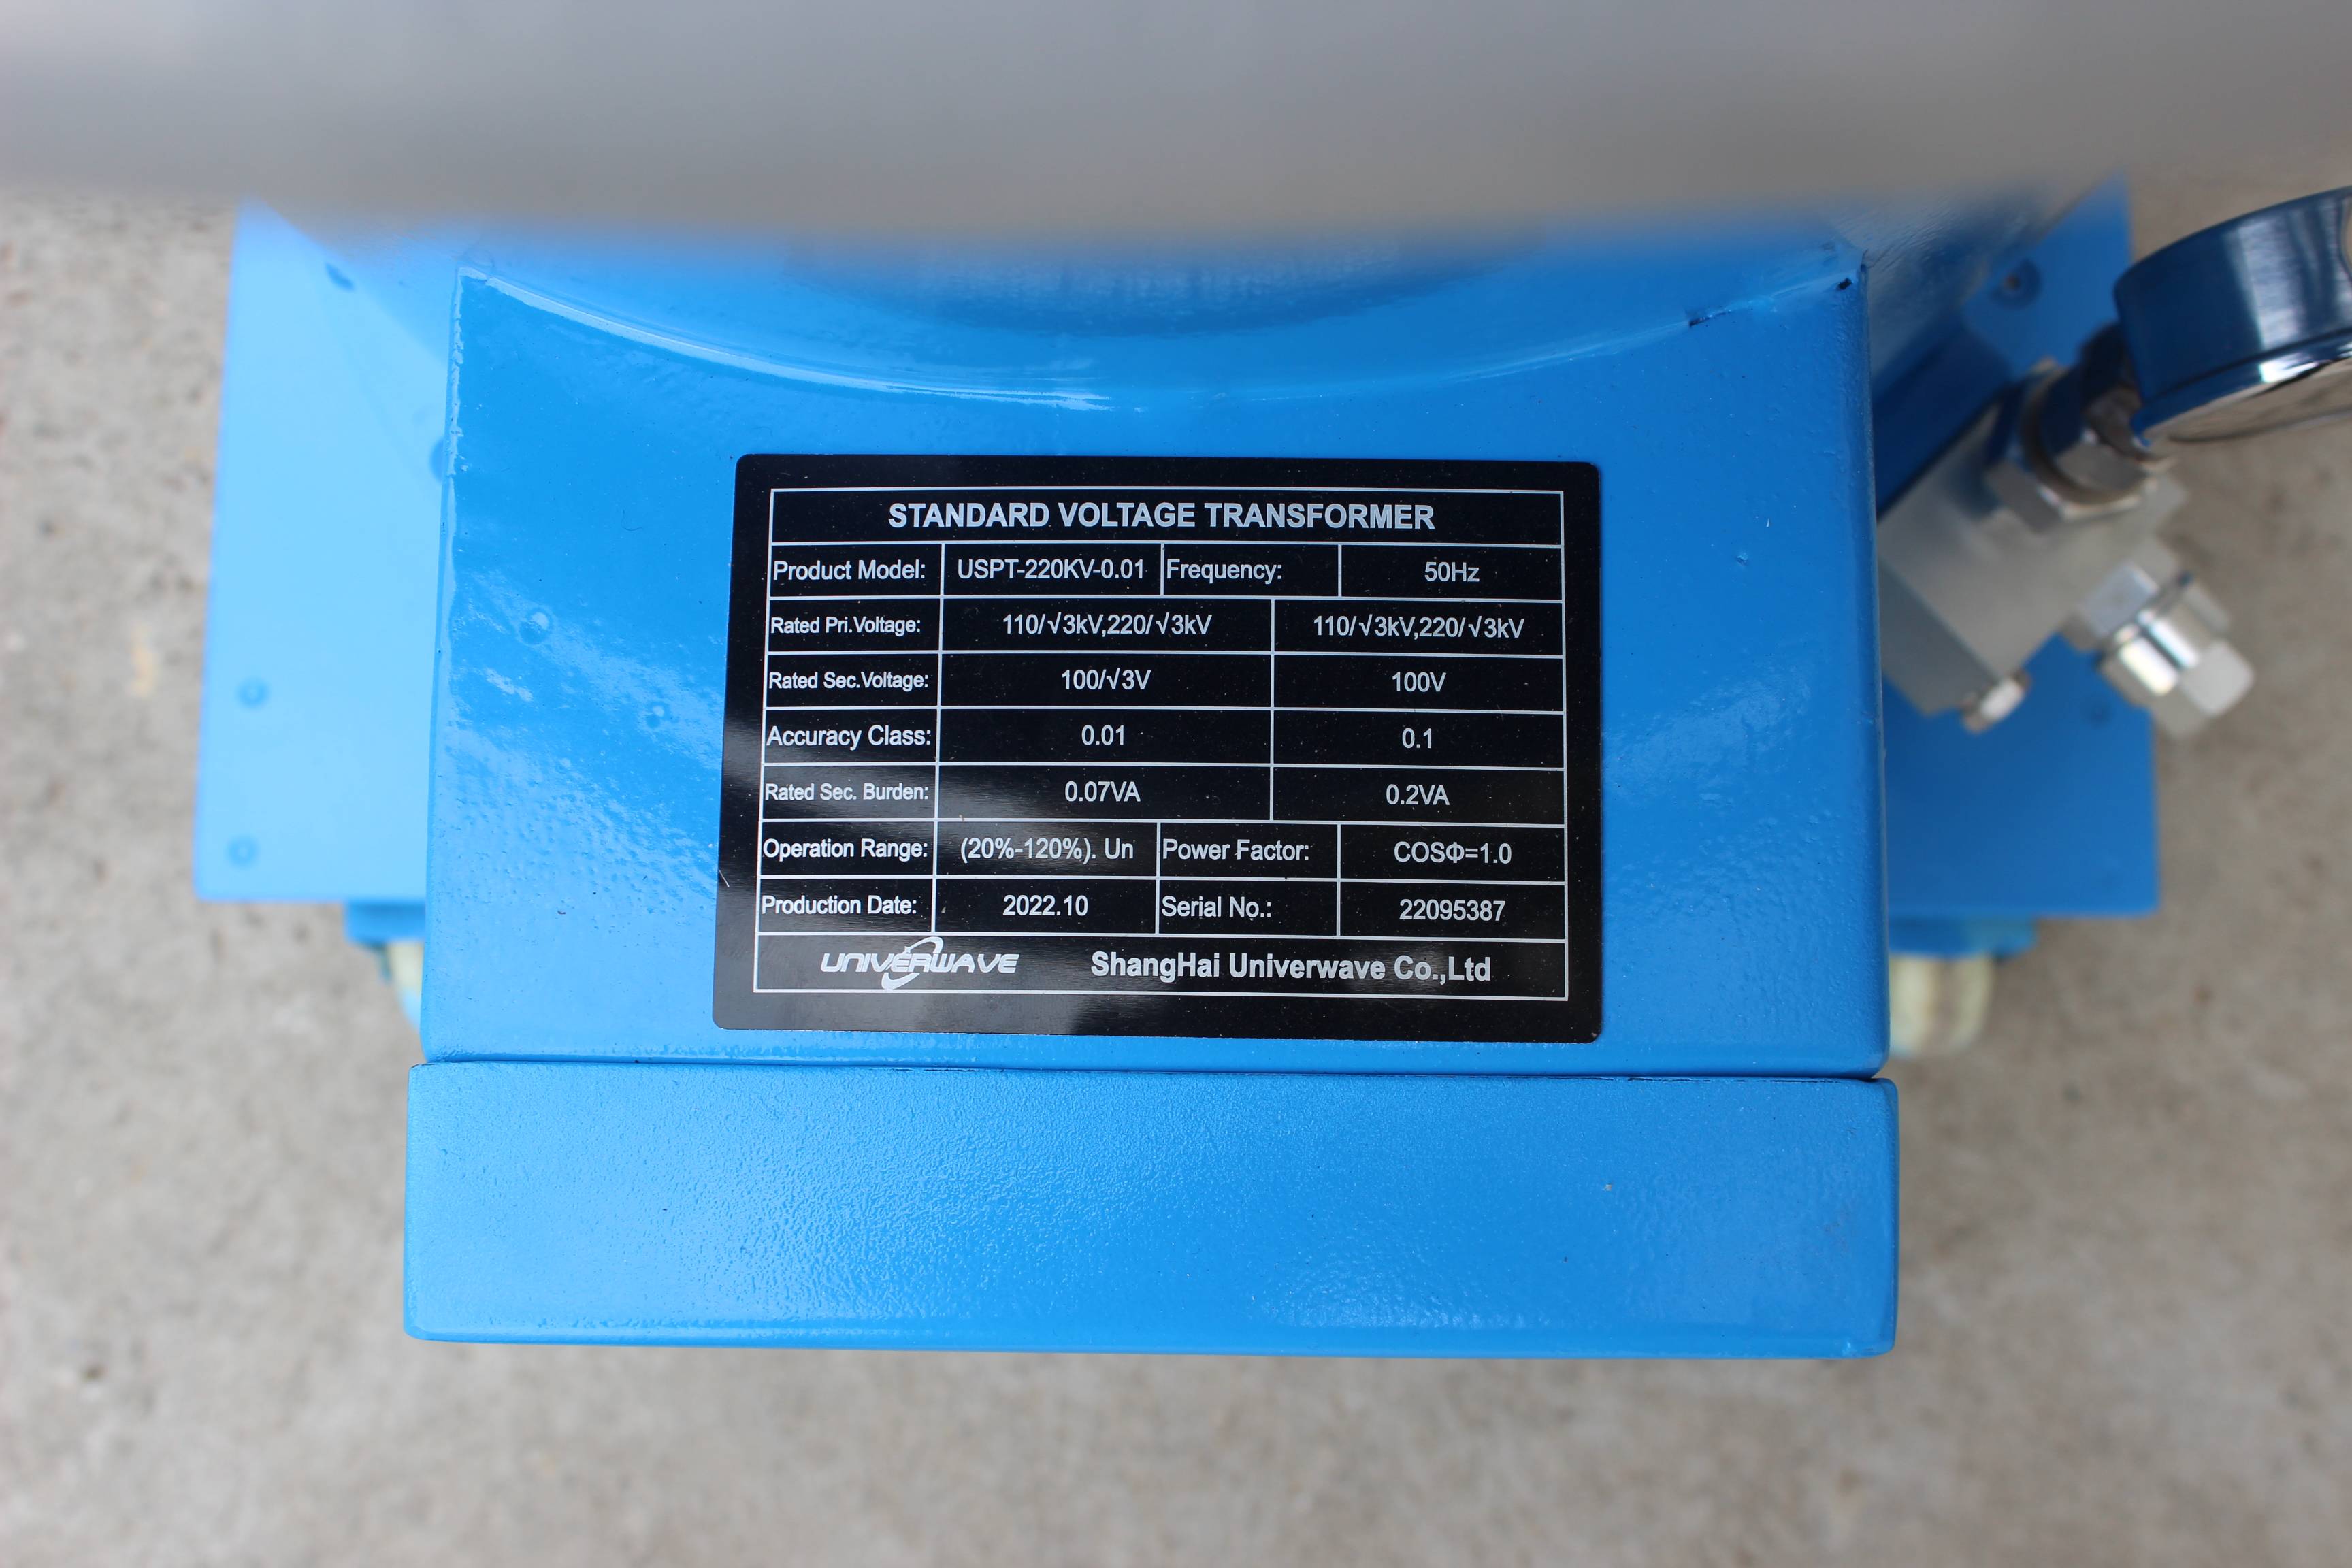 STANDARD VOLTAGE TRANSFORMER
Product Model: USPT-220KV-0.01 Frequency: 50Hz
Rated Pri.Voltage: 110/√3kV,220/√3kV 110/√3kV,220/√3kV
Rated Sec.Voltage: 100/√3V 100V
Accuracy Class: 0.01 0.1
Rated Sec. Burden: 0.07VA 0.2VA
Operation Range: (20%-120%). Un Power Factor: COSΦ=1.0
Production Date: 2022.10 Serial No.: 22095387
UNIVERWAVE ShangHai Univerwave Co.,Ltd